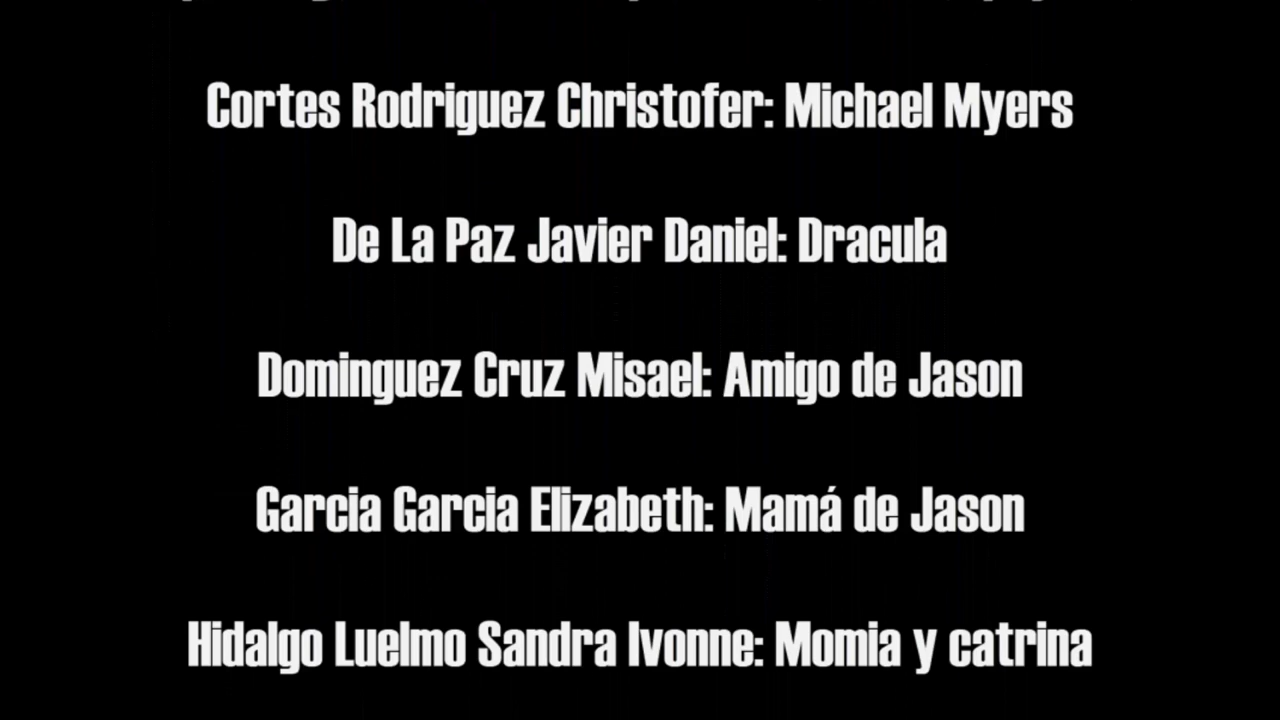 Cortes Rodriguez Christofer: Michael Myers
De La Paz Javier Daniel: Dracula
Dominguez Cruz Misael: Amigo de Jason
Garcia Garcia Elizabeth: Mamá de Jason
Hidalgo Luelmo Sandra Ivonne: Momia y catrina